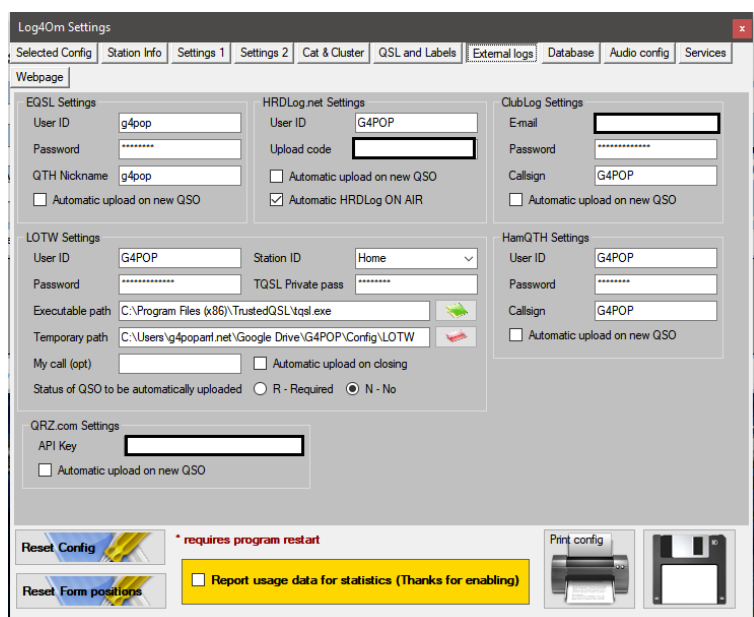 Log4Om Settings
x
Selected Config Station Info Settings 1 Settings 2 Cat & Cluster QSL and Labels External logs Database Audio config Services
Webpage
EQSL Settings
User ID g4pop
Password ********
QTH Nickname g4pop
Automatic upload on new QSO
HRDLog.net Settings
User ID G4POP
Upload code
Automatic upload on new QSO
Automatic HRDLog ON AIR
ClubLog Settings
E-mail
Password *************
Callsign G4POP
Automatic upload on new QSO
LOTW Settings
User ID G4POP Station ID Home
Password ************* TQSL Private pass ********
Executable path C:\Program Files (x86)\TrustedQSL\tqsl.exe
Temporary path C:\Users\g4poparrl.net\Google Drive\G4POP\Config\LOTW
My call (opt) Automatic upload on closing
Status of QSO to be automatically uploaded R - Required N - No
HamQTH Settings
User ID G4POP
Password ********
Callsign G4POP
Automatic upload on new QSO
QRZ.com Settings
API Key
Automatic upload on new QSO
Reset Config
* requires program restart
Print config
Reset Form positions
Report usage data for statistics (Thanks for enabling)